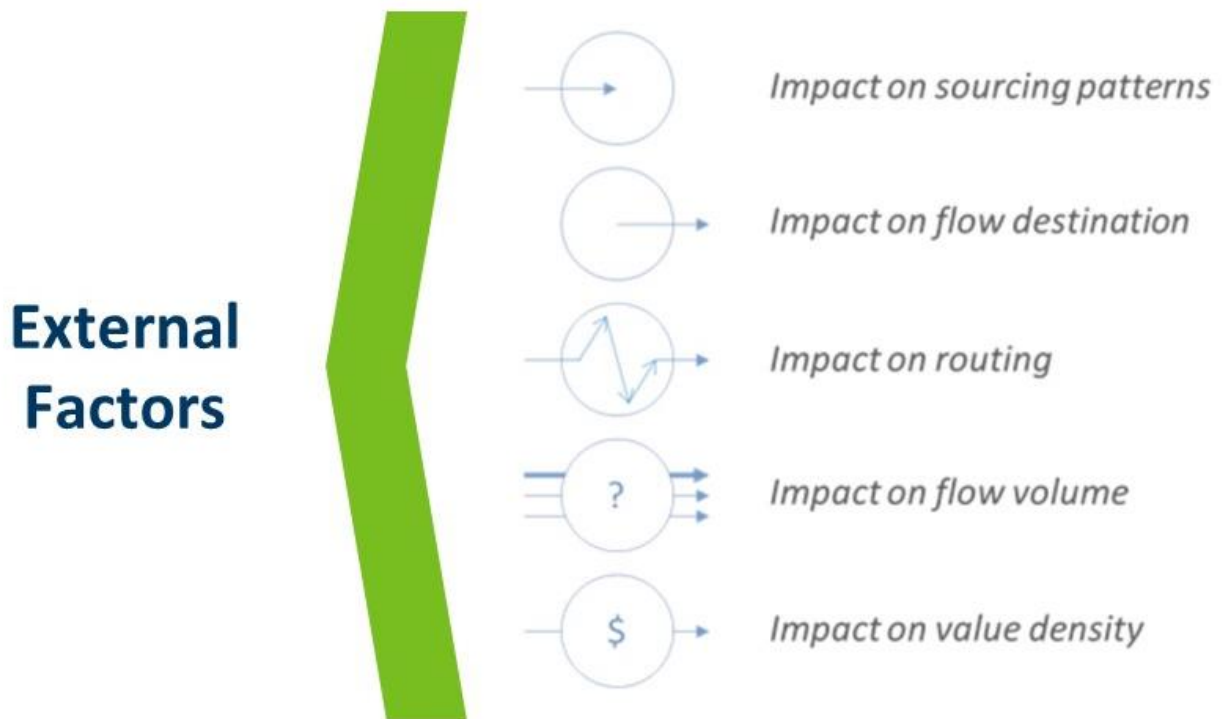 External
Factors
Impact on sourcing patterns
Impact on flow destination
Impact on routing
?
Impact on flow volume
$
Impact on value density